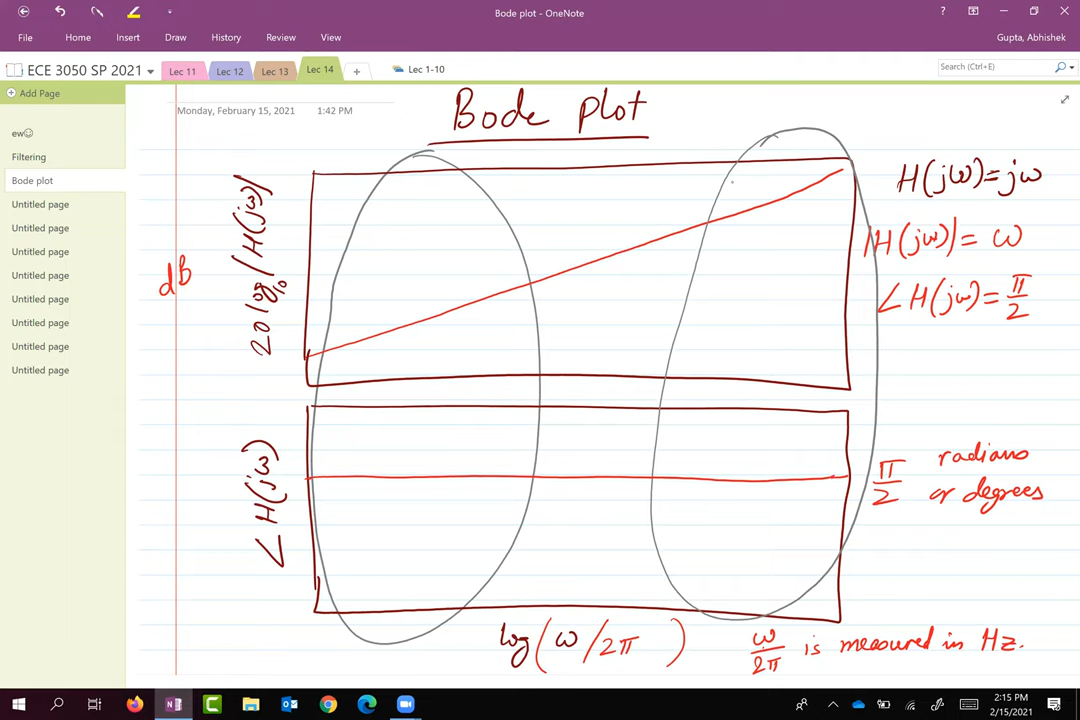 Bode plot - OneNote
Gupta, Abhishek
File Home Insert Draw History Review View
ECE 3050 SP 2021
Lec 11
Lec 12
Lec 13
Lec 14
Lec 1-10
Search (Ctrl+E)
Add Page
ew☺
Filtering
Bode plot
Untitled page
Untitled page
Untitled page
Untitled page
Untitled page
Untitled page
Untitled page
Untitled page
Monday, February 15, 2021 1:42 PM
Bode Plot
20 log₁₀ |H(jω)|
dB
H(jω) = jω
|H(jω)| = ω
∠H(jω) = π/2
∠H(jω)
π/2 radians
or degrees
log(ω/2π)
ω/2π is measured in Hz.
2:15 PM
2/15/2021